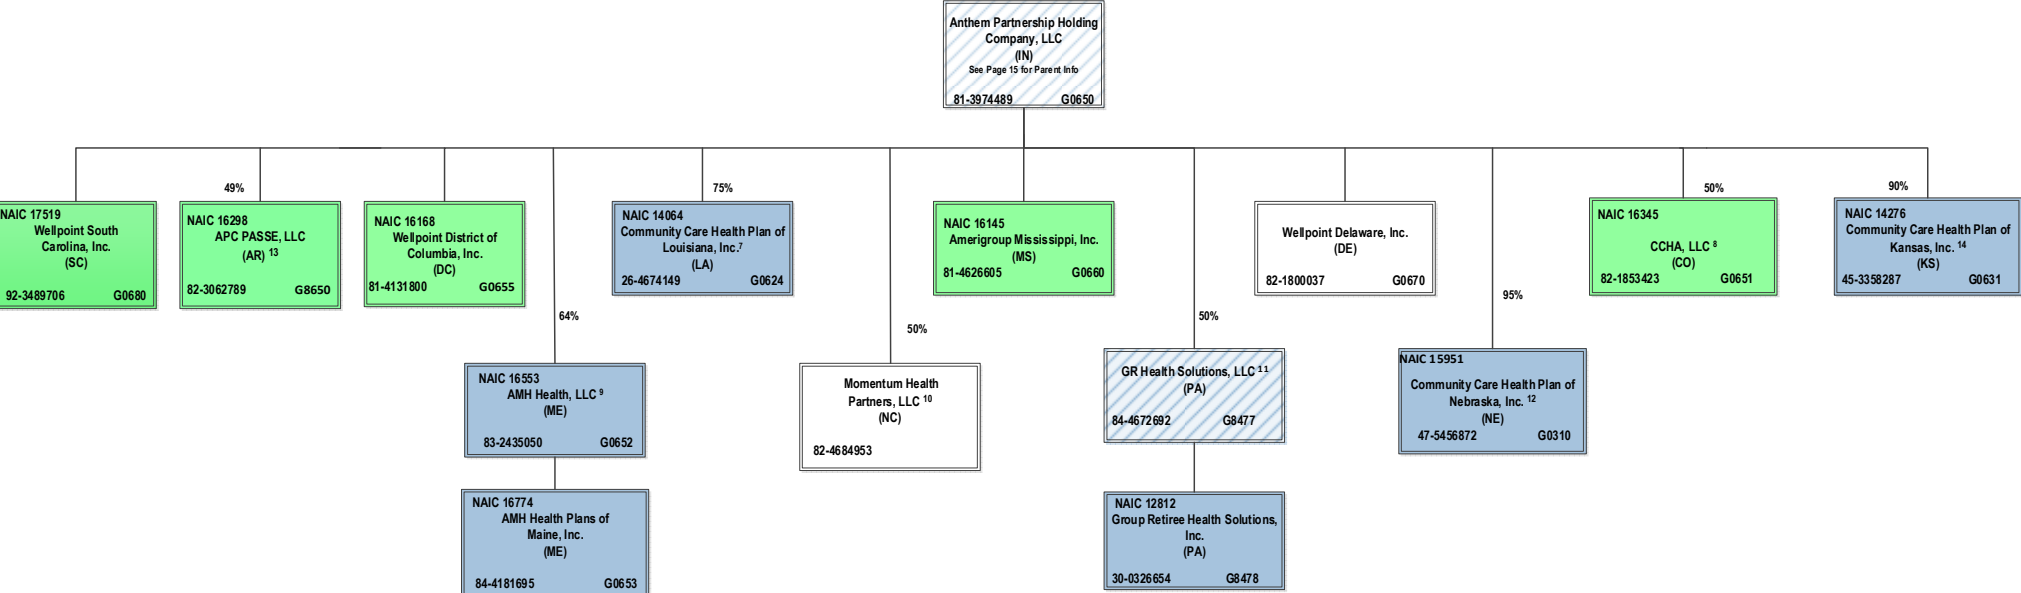 Anthem Partnership Holding
Company, LLC
(IN)
See Page 15 for Parent Info
81-3974489 G0650
49%
75%
50%
90%
NAIC 17519
Wellpoint South
Carolina, Inc.
(SC)
92-3489706 G0680
NAIC 16298
APC PASSE, LLC
(AR) 13
82-3062789 G8650
NAIC 16168
Wellpoint District of
Columbia, Inc.
(DC)
81-4131800 G0655
NAIC 14064
Community Care Health Plan of
Louisiana, Inc.7
(LA)
26-4674149 G0624
NAIC 16145
Amerigroup Mississippi, Inc.
(MS)
81-4626605 G0660
Wellpoint Delaware, Inc.
(DE)
82-1800037 G0670
NAIC 16345
CCHA, LLC 8
(CO)
82-1853423 G0651
NAIC 14276
Community Care Health Plan of
Kansas, Inc. 14
(KS)
45-3358287 G0631
64%
50%
50%
95%
NAIC 16553
AMH Health, LLC 9
(ME)
83-2435050 G0652
Momentum Health
Partners, LLC 10
(NC)
82-4684953
GR Health Solutions, LLC 11
(PA)
84-4672692 G8477
NAIC 15951
Community Care Health Plan of
Nebraska, Inc. 12
(NE)
47-5456872 G0310
NAIC 16774
AMH Health Plans of
Maine, Inc.
(ME)
84-4181695 G0653
NAIC 12812
Group Retiree Health Solutions,
Inc.
(PA)
30-0326654 G8478